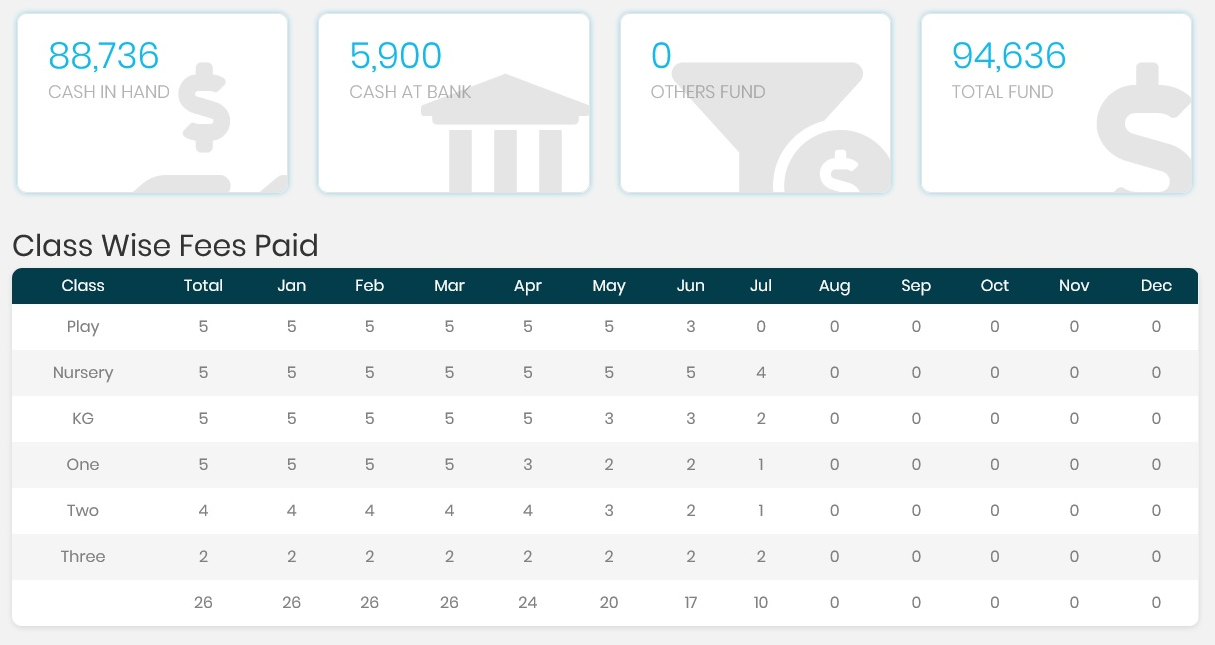 88,736 5,900 0 94,636
CASH IN HAND CASH AT BANK OTHERS FUND TOTAL FUND
Class Wise Fees Paid
Class Total Jan Feb Mar Apr May Jun Jul Aug Sep Oct Nov Dec
Play 5 5 5 5 5 5 3 0 0 0 0 0 0
Nursery 5 5 5 5 5 5 5 4 0 0 0 0 0
KG 5 5 5 5 5 3 3 2 0 0 0 0 0
One 5 5 5 5 3 2 2 1 0 0 0 0 0
Two 4 4 4 4 4 3 2 1 0 0 0 0 0
Three 2 2 2 2 2 2 2 2 0 0 0 0 0
26 26 26 26 24 20 17 10 0 0 0 0 0